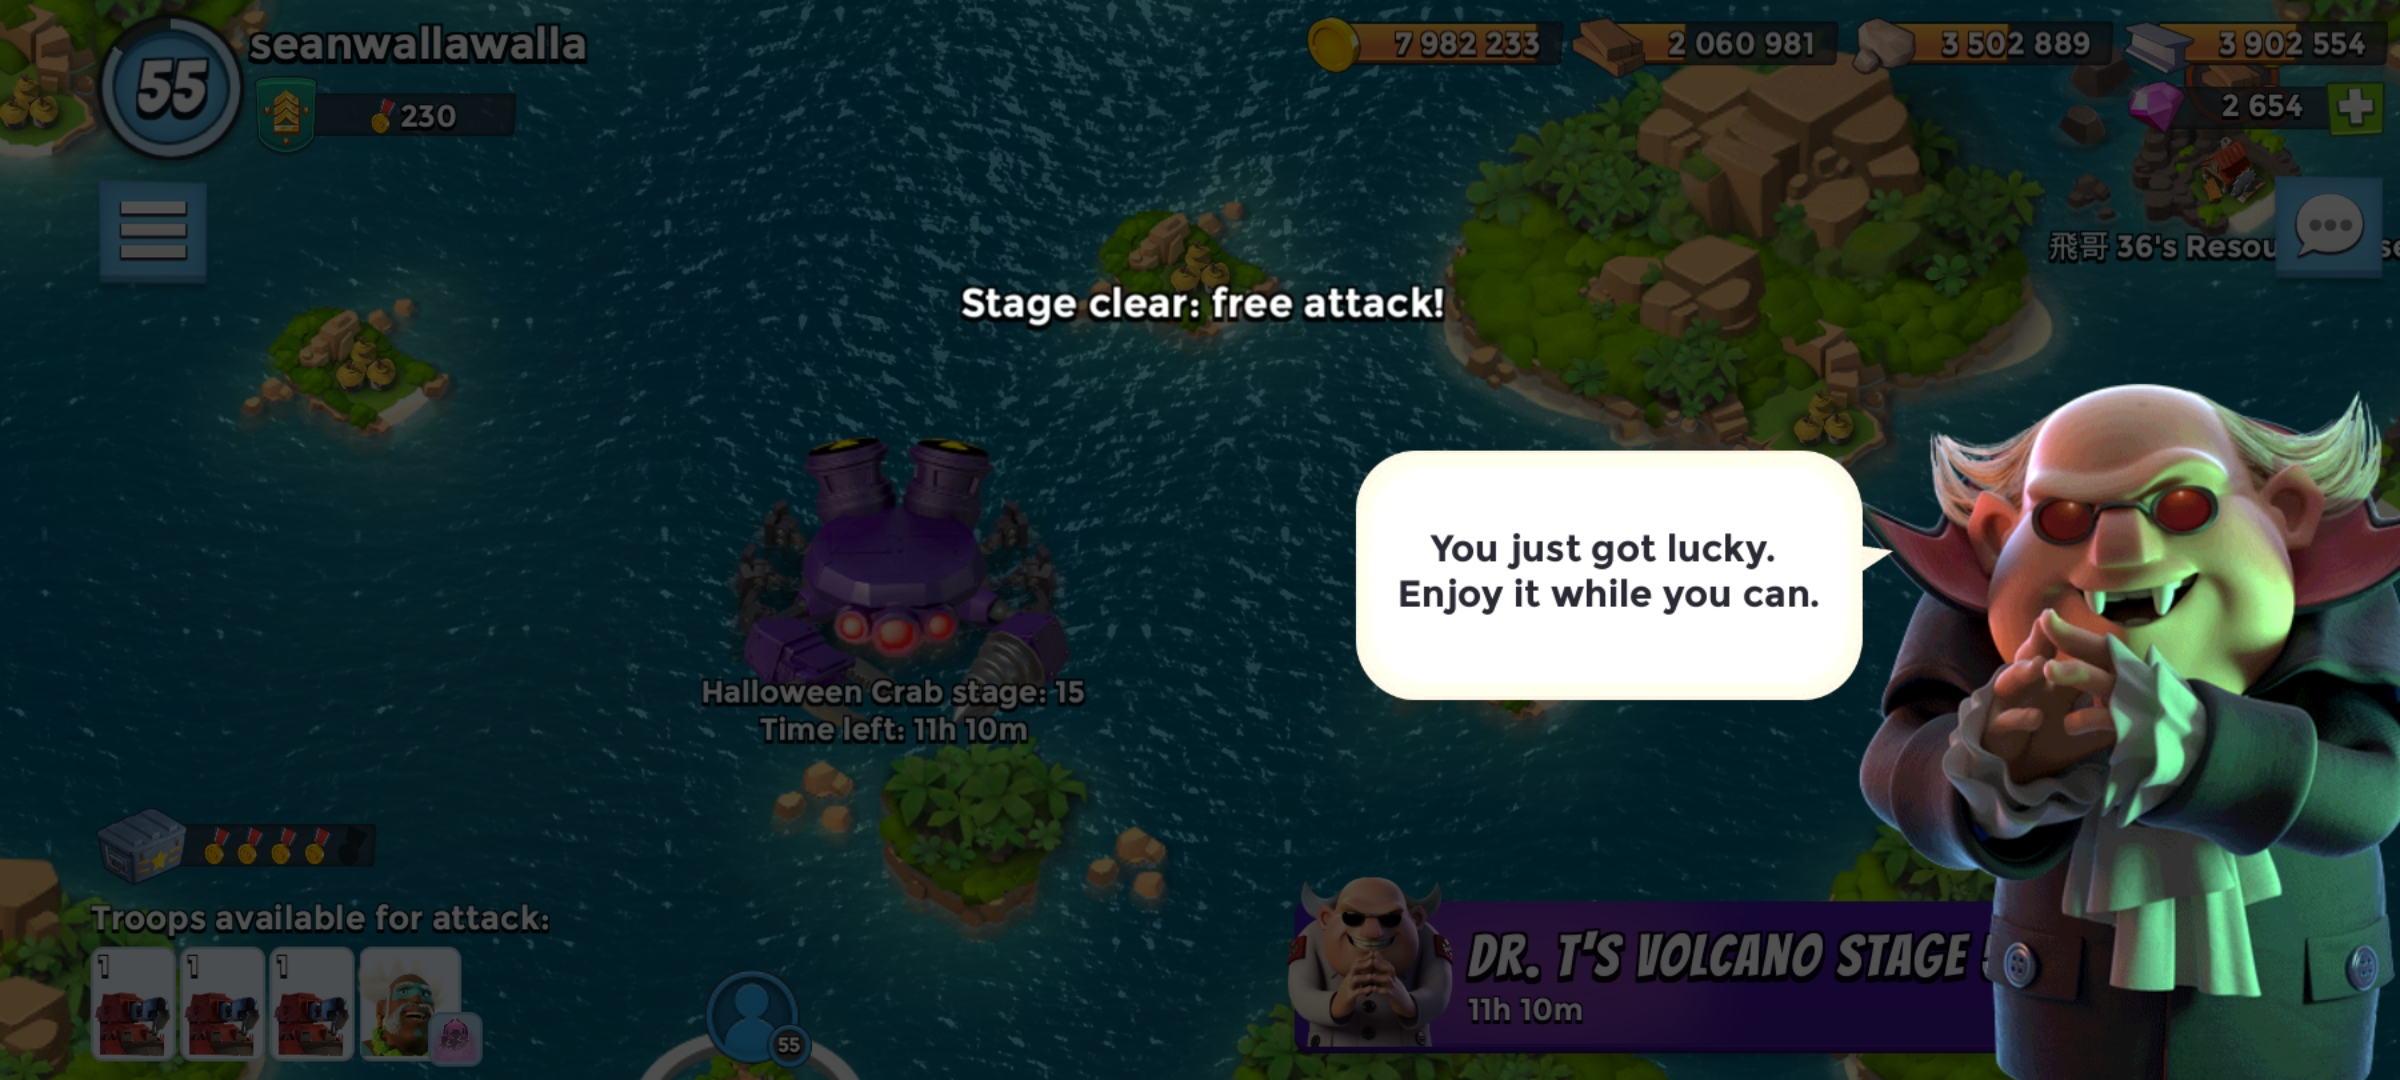 55
seanwallawalla
230
7 982 233
2 060 981
3 502 889
3 902 554
2 654
飛哥 36's
Stage clear: free attack!
You just got lucky.
Enjoy it while you can.
Halloween Crab stage: 15
Time left: 11h 10m
Troops available for attack:
1
1
1
55
DR. T'S VOLCANO STAGE
11h 10m